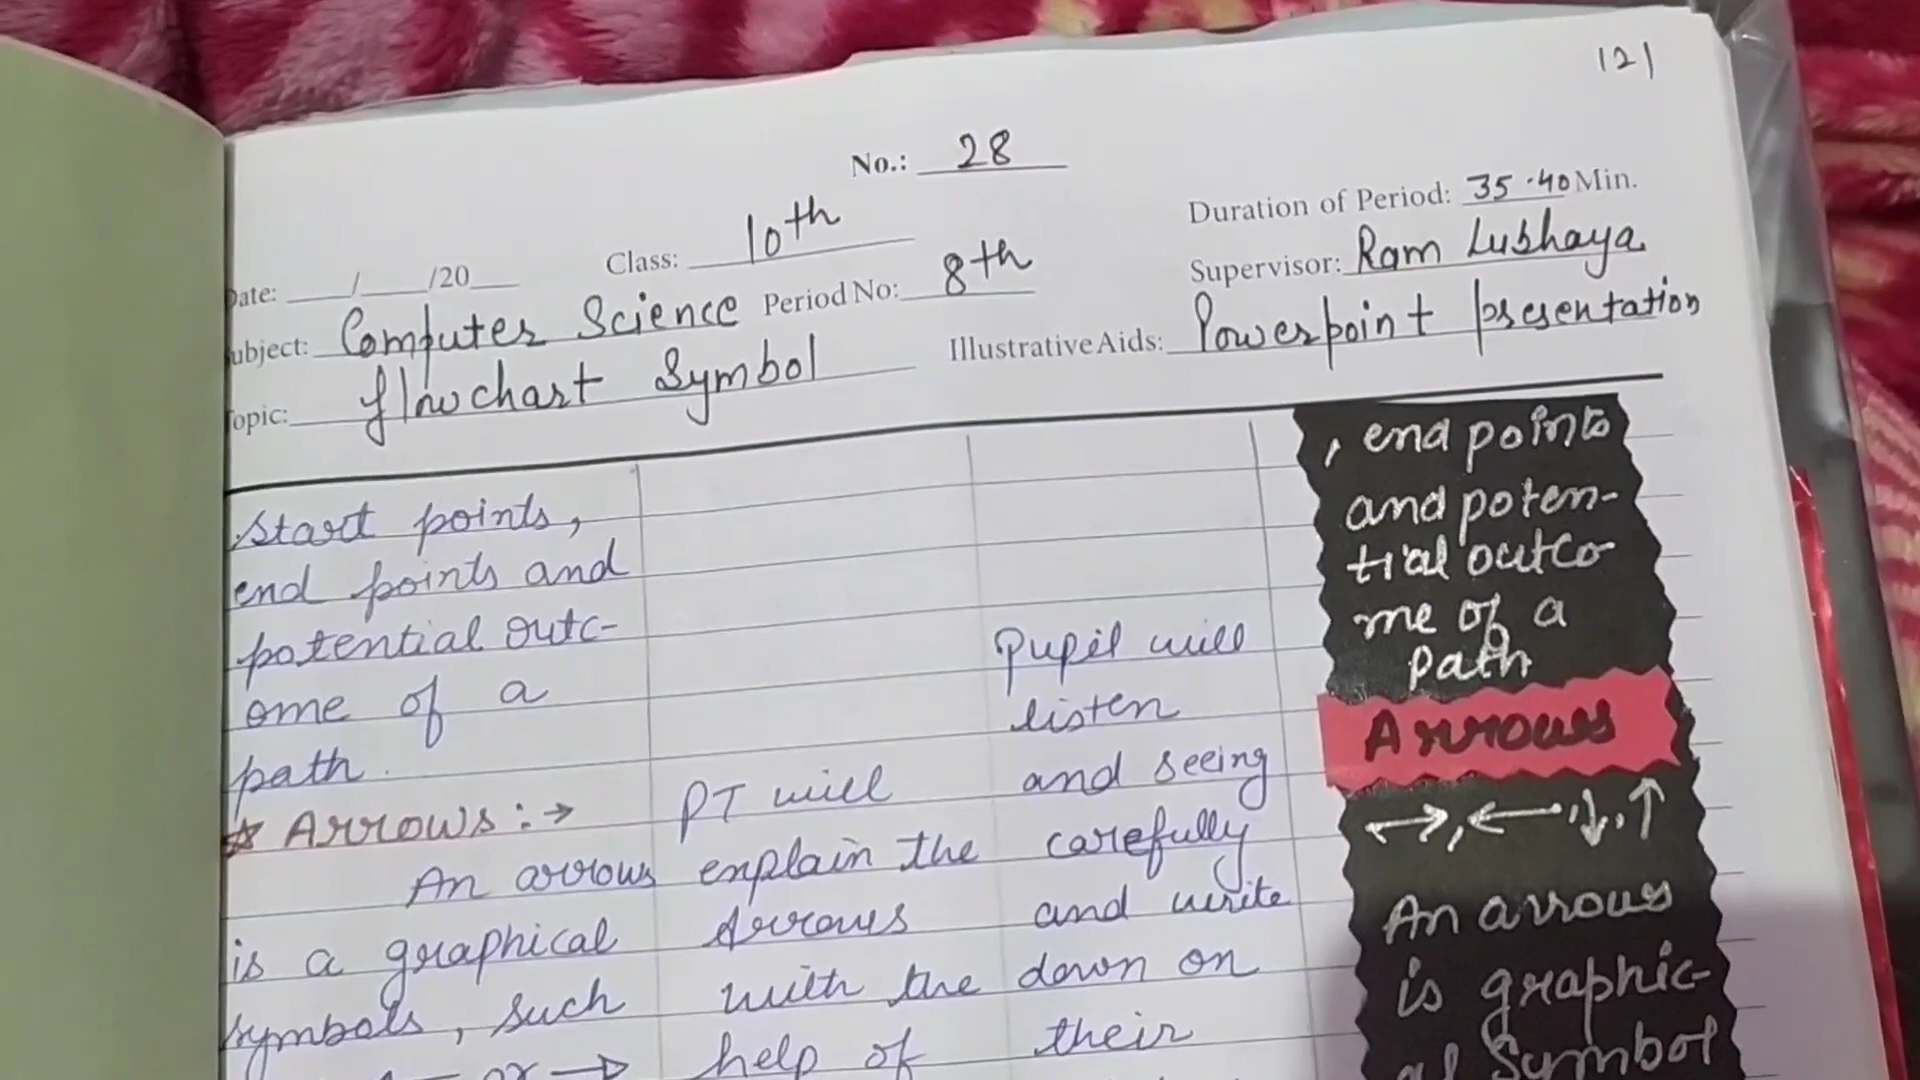 121
No.: 28
Date: ___/___/20___ Class: 10th Duration of Period: 35-40 Min.
Subject: Computer Science Period No: 8th Supervisor: Ram Lubhaya
Topic: flowchart Symbol Illustrative Aids: Powerpoint presentation
start points,
end points and
potential outc-
ome of a
path.
☆ Arrows :→
An arrows
is a graphical
symbols, such
← or →
PT will
explain the
Arrows
with the
help of
Pupil will
listen
and seeing
carefully
and write
down on
their
, end points
and poten-
tial outco
me of a
path
Arrows
→, ←, ↓, ↑
An arrows
is graphic-
al Symbol